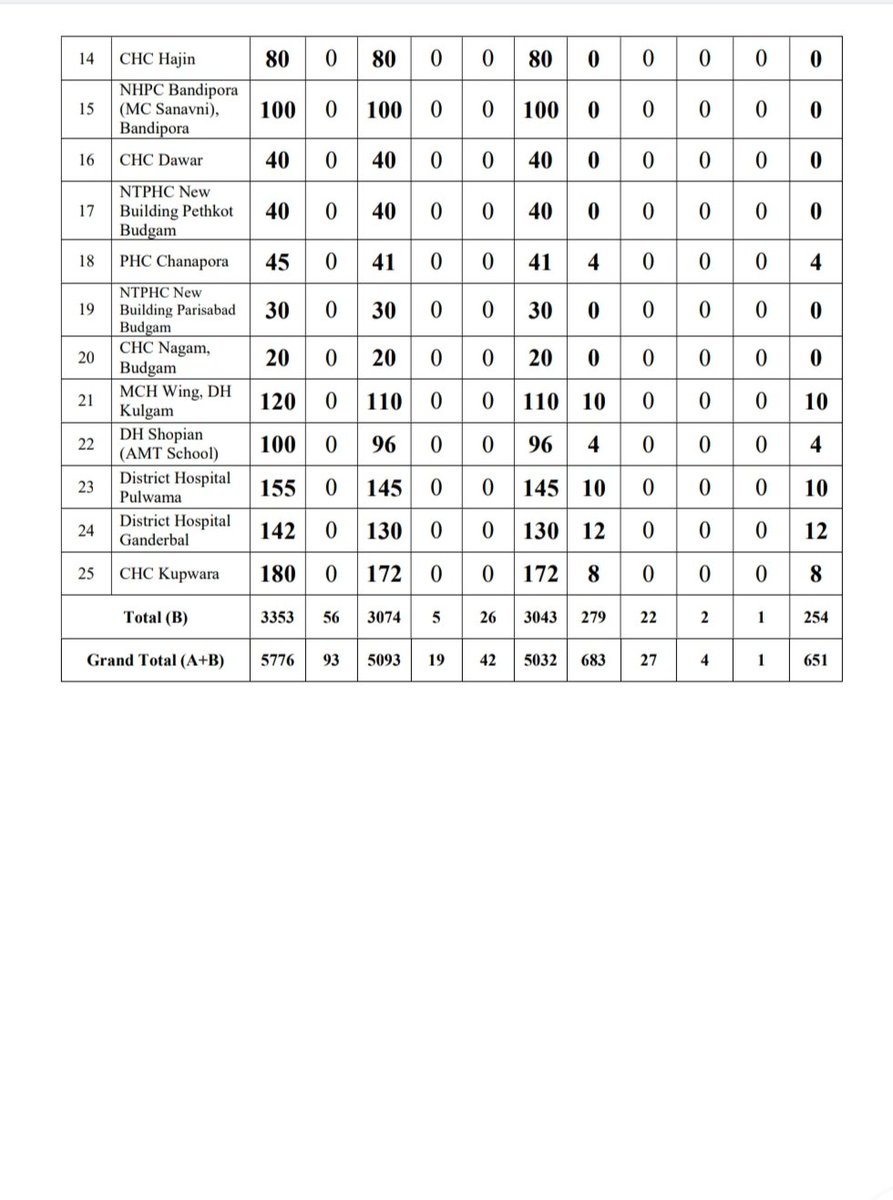 14 CHC Hajin 80 0 80 0 0 80 0 0 0 0 0
NHPC Bandipora
15 (MC Sanavni), 100 0 100 0 0 100 0 0 0 0 0
Bandipora
16 CHC Dawar 40 0 40 0 0 40 0 0 0 0 0
NTPHC New
17 Building Pethkot 40 0 40 0 0 40 0 0 0 0 0
Budgam
18 PHC Chanapora 45 0 41 0 0 41 4 0 0 0 4
NTPHC New
19 Building Parisabad 30 0 30 0 0 30 0 0 0 0 0
Budgam
20 CHC Nagam, 20 0 20 0 0 20 0 0 0 0 0
Budgam
21 MCH Wing, DH 120 0 110 0 0 110 10 0 0 0 10
Kulgam
22 DH Shopian 100 0 96 0 0 96 4 0 0 0 4
(AMT School)
23 District Hospital 155 0 145 0 0 145 10 0 0 0 10
Pulwama
24 District Hospital 142 0 130 0 0 130 12 0 0 0 12
Ganderbal
25 CHC Kupwara 180 0 172 0 0 172 8 0 0 0 8
Total (B) 3353 56 3074 5 26 3043 279 22 2 1 254
Grand Total (A+B) 5776 93 5093 19 42 5032 683 27 4 1 651